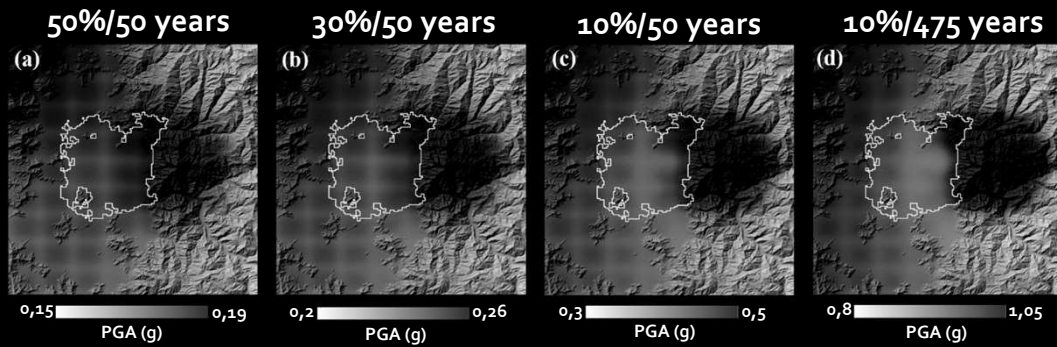 50%/50 years
30%/50 years
10%/50 years
10%/475 years
(a)
(b)
(c)
(d)
0,15
0,19
PGA (g)
0,2
0,26
PGA (g)
0,3
0,5
PGA (g)
0,8
1,05
PGA (g)